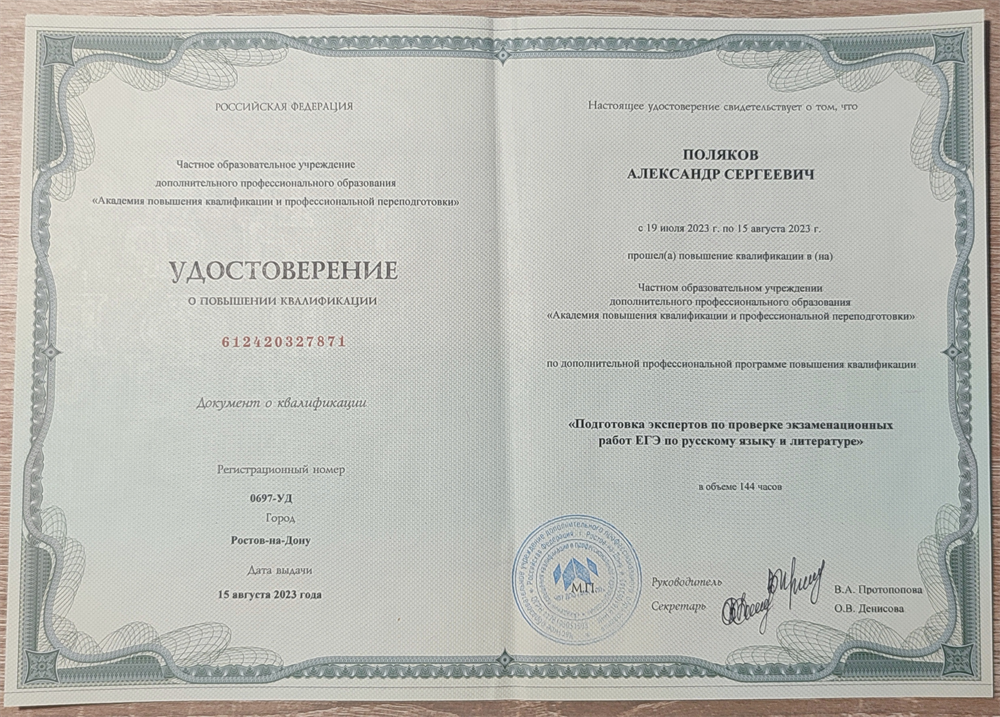 РОССИЙСКАЯ ФЕДЕРАЦИЯ
Частное образовательное учреждение
дополнительного профессионального образования
«Академия повышения квалификации и профессиональной переподготовки»
УДОСТОВЕРЕНИЕ
О ПОВЫШЕНИИ КВАЛИФИКАЦИИ
612420327871
Документ о квалификации
Регистрационный номер
0697-УД
Город
Ростов-на-Дону
Дата выдачи
15 августа 2023 года
Настоящее удостоверение свидетельствует о том, что
ПОЛЯКОВ
АЛЕКСАНДР СЕРГЕЕВИЧ
с 19 июля 2023 г. по 15 августа 2023 г.
прошел(а) повышение квалификации в (на)
Частном образовательном учреждении
дополнительного профессионального образования
«Академия повышения квалификации и профессиональной переподготовки»
по дополнительной профессиональной программе повышения квалификации
«Подготовка экспертов по проверке экзаменационных
работ ЕГЭ по русскому языку и литературе»
в объеме 144 часов
М.П.
Руководитель
В.А. Протопопова
Секретарь
О.В. Денисова